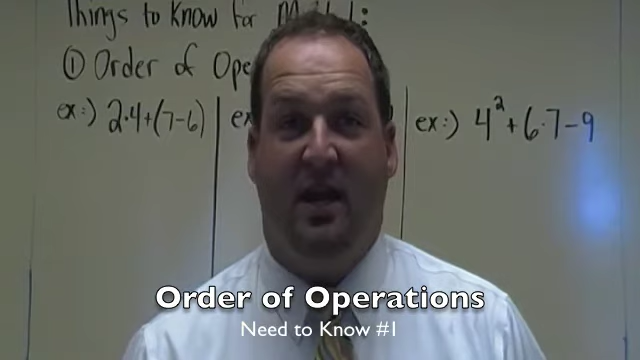 Things to Know for
① Order of Ope
ex:) 2·4+(7-6)
ex
ex:) 4²+6·7-9
Order of Operations
Need to Know #1